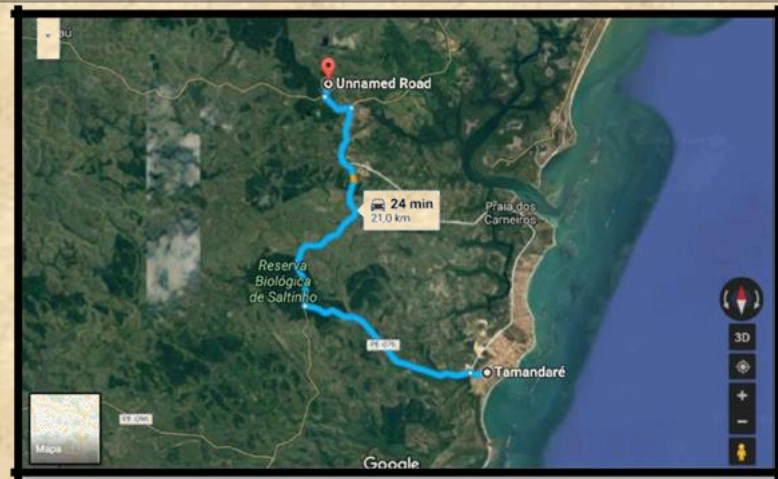 au
Unnamed Road
24 min
21,0 km
Praia dos
Carneiros
Reserva
Biológica
de Saltinho
PE-076
Tamandaré
3D
Mapa
Google